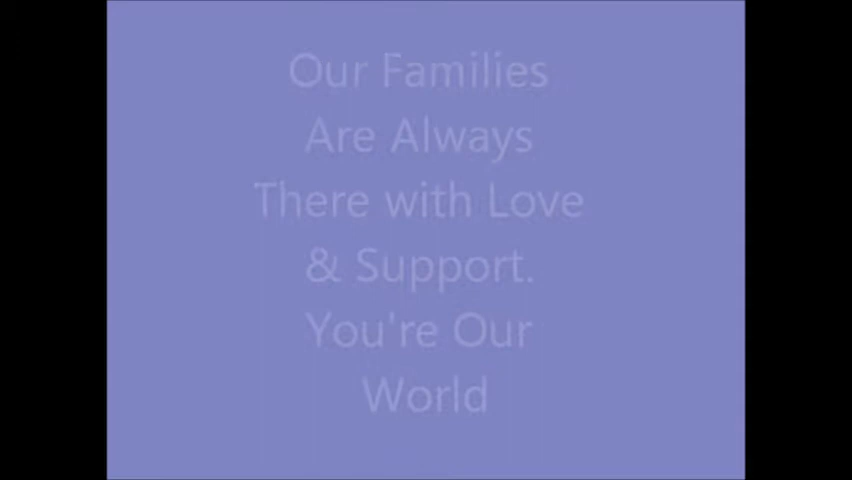 Our Families
Are Always
There with Love
& Support.
You're Our
World